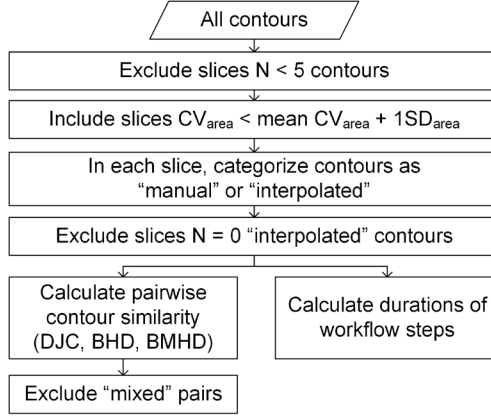 All contours
Exclude slices N < 5 contours
Include slices CVarea < mean CVarea + 1SDarea
In each slice, categorize contours as
“manual” or “interpolated”
Exclude slices N = 0 “interpolated” contours
Calculate pairwise
contour similarity
(DJC, BHD, BMHD)
Calculate durations of
workflow steps
Exclude “mixed” pairs